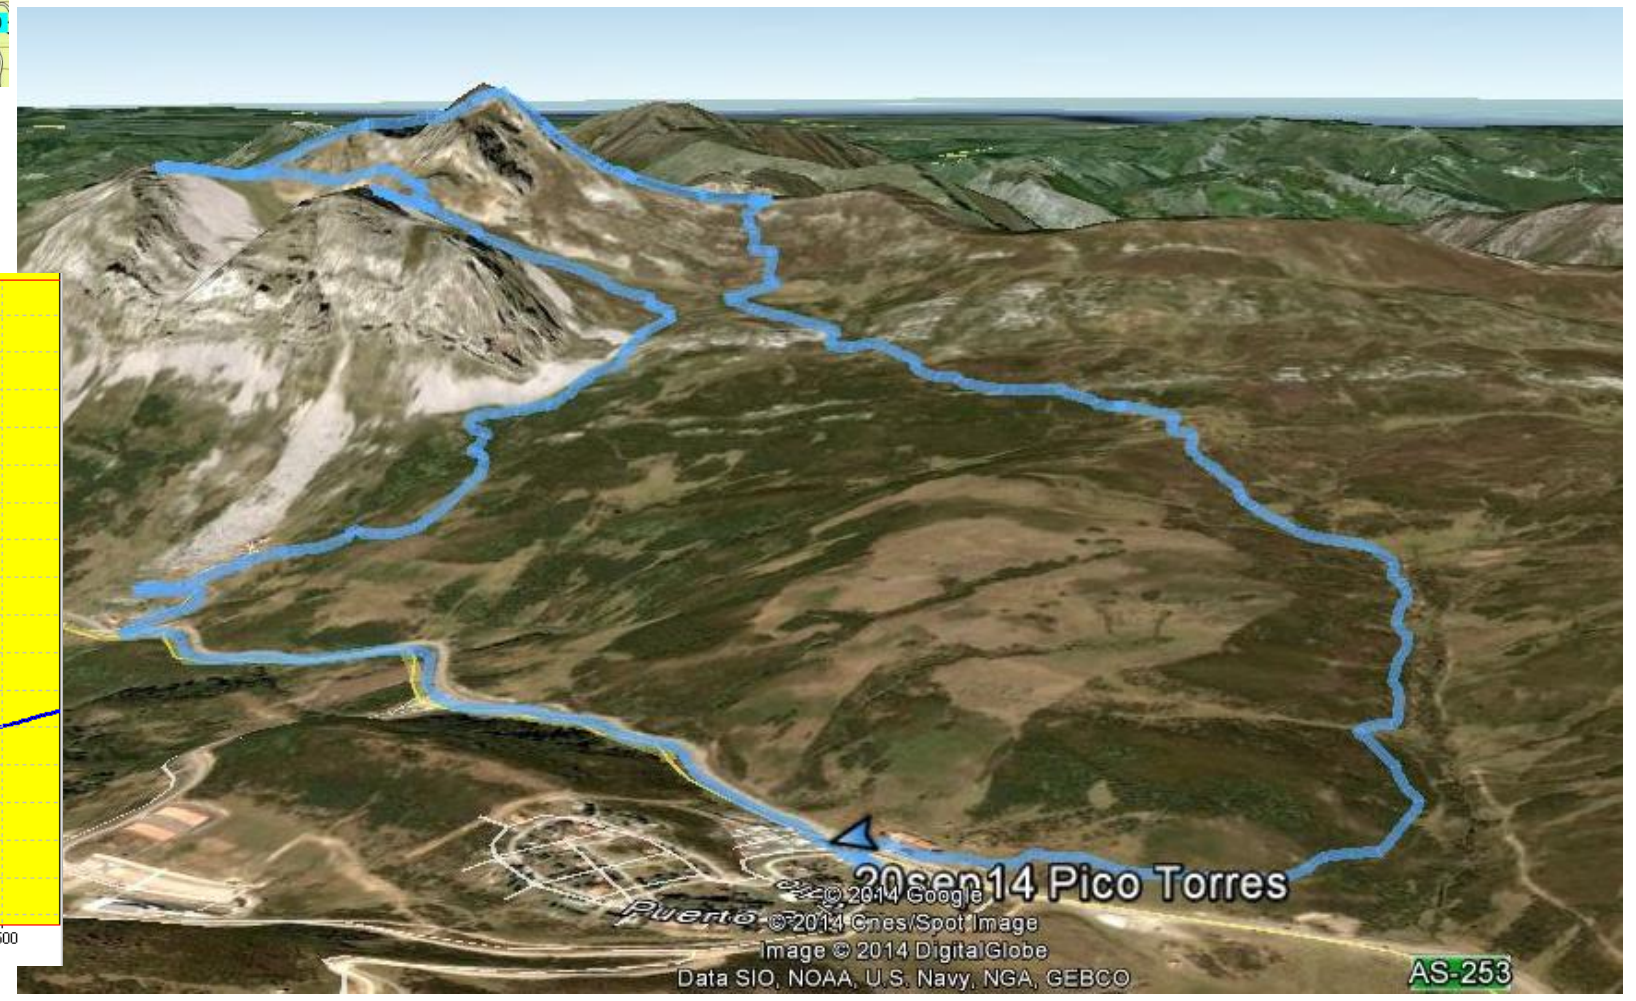 500
20sep14 Pico Torres
© 2014 Google
Puerto
© 2014 Cnes/Spot Image
Image © 2014 DigitalGlobe
Data SIO, NOAA, U.S. Navy, NGA, GEBCO
AS-253